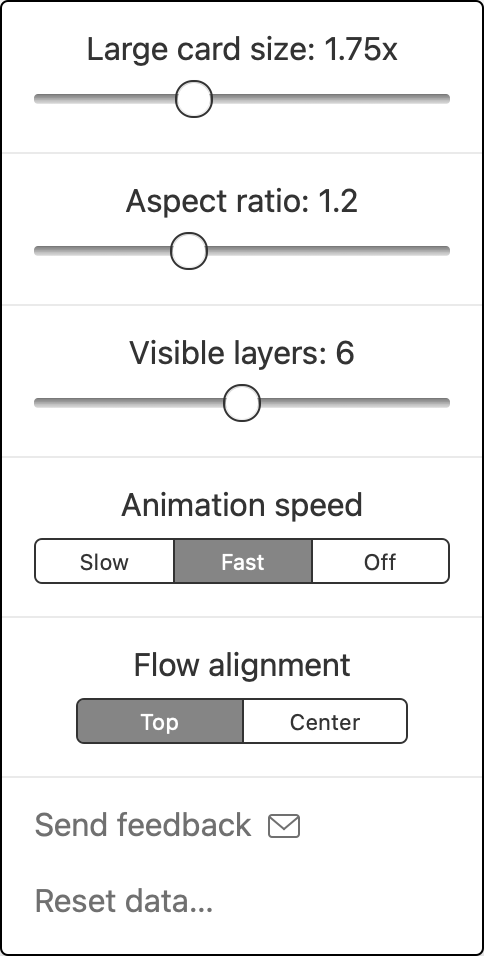 Large card size: 1.75x
Aspect ratio: 1.2
Visible layers: 6
Animation speed
Slow Fast Off
Flow alignment
Top Center
Send feedback
Reset data...